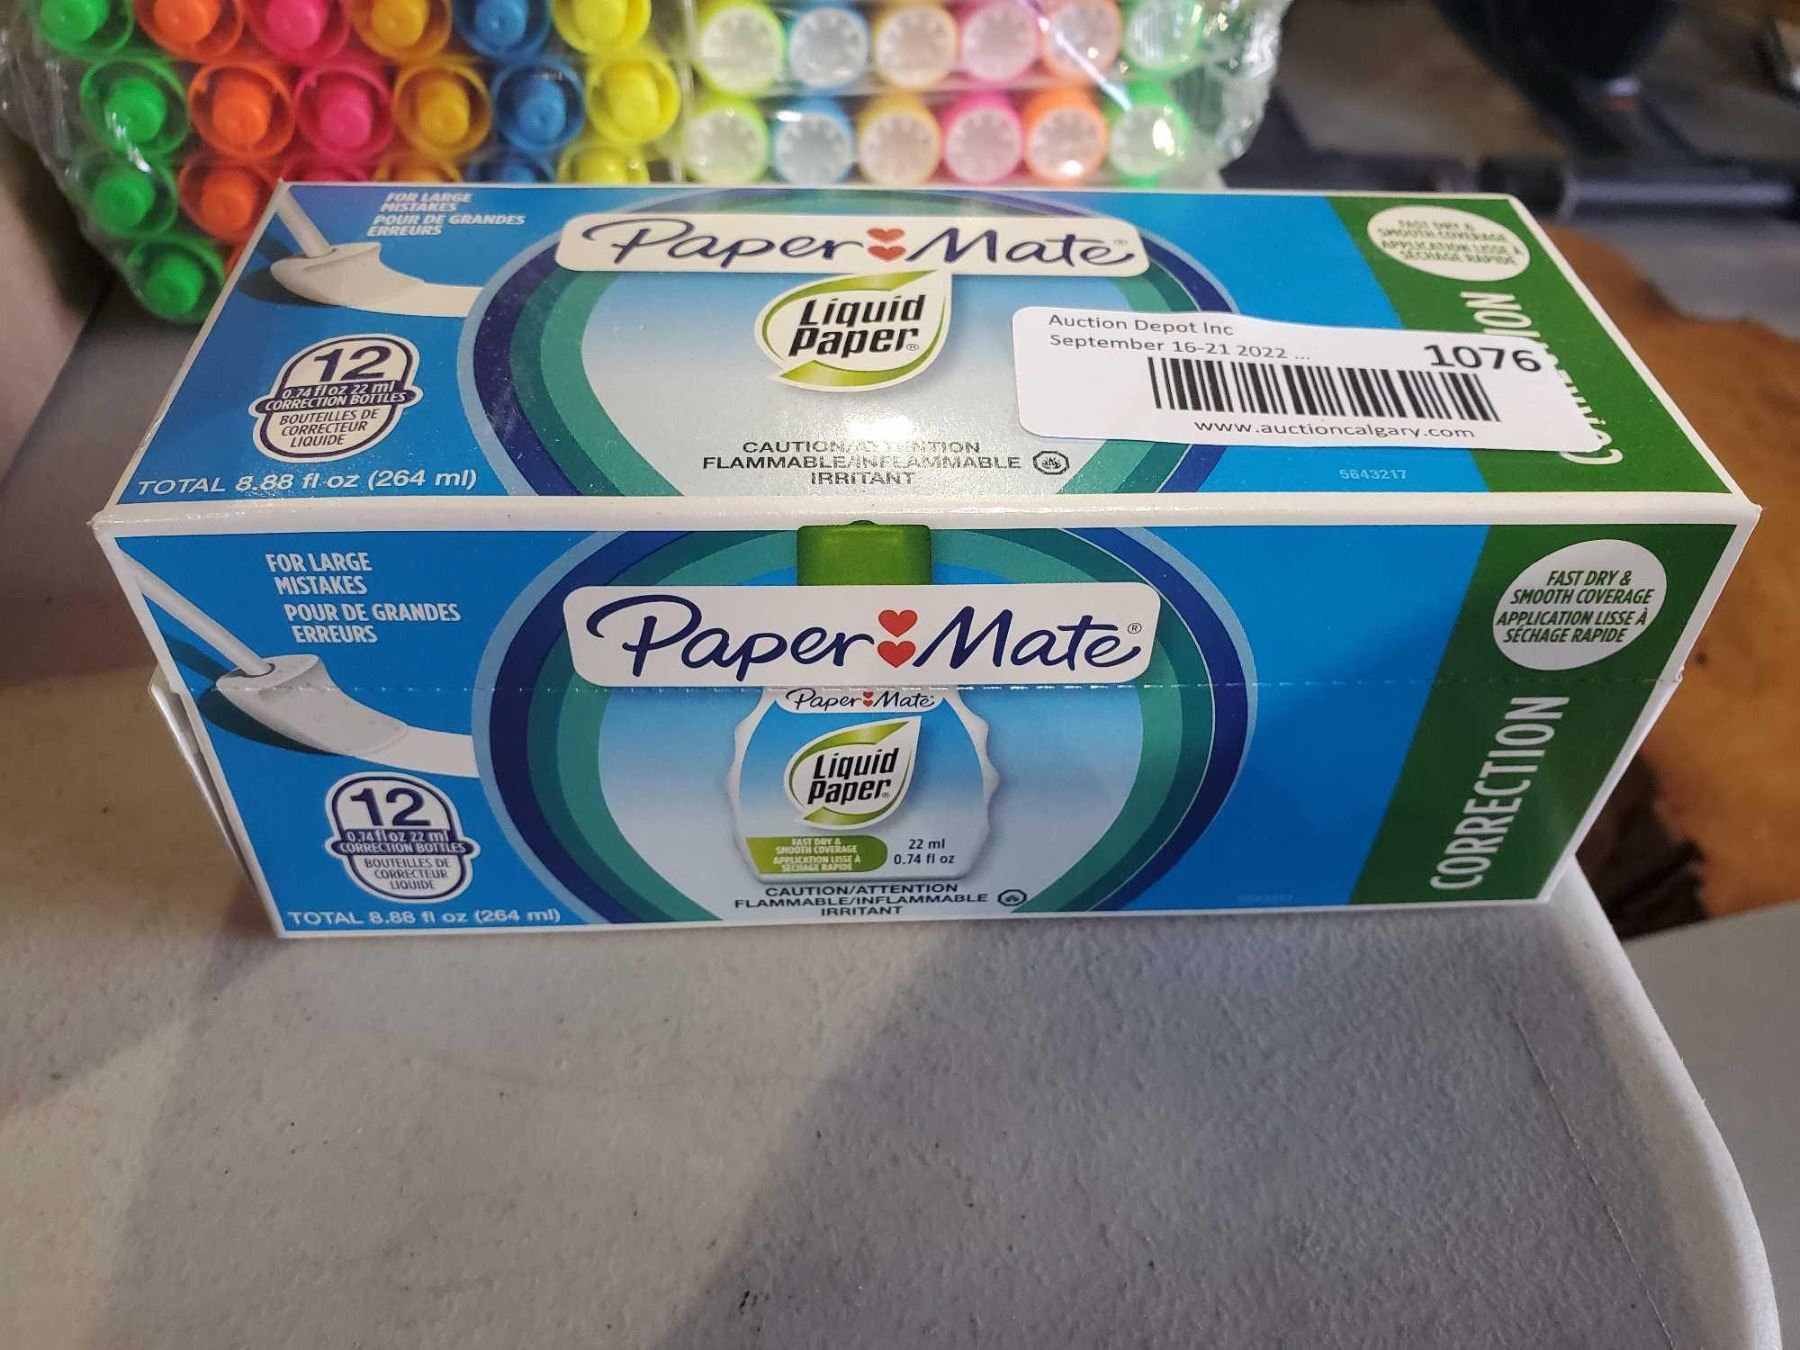 FOR LARGE
MISTAKES
POUR DE GRANDES
ERREURS
Paper Mate®
Liquid
Paper®
FAST DRY &
SMOOTH COVERAGE
APPLICATION LISSE À
SÉCHAGE RAPIDE
12
0.74 fl oz 22 ml
CORRECTION BOTTLES
BOUTEILLES DE
CORRECTEUR
LIQUIDE
TOTAL 8.88 fl oz (264 ml)
CAUTION/ATTENTION
FLAMMABLE/INFLAMMABLE
IRRITANT
Auction Depot Inc
September 16-21 2022 ...
1076
www.auctioncalgary.com
5643217
FOR LARGE
MISTAKES
POUR DE GRANDES
ERREURS
Paper Mate®
FAST DRY &
SMOOTH COVERAGE
APPLICATION LISSE À
SÉCHAGE RAPIDE
CORRECTION
Paper Mate
Liquid
Paper®
FAST DRY &
SMOOTH COVERAGE
APPLICATION LISSE À
SÉCHAGE RAPIDE
22 ml
0.74 fl oz
12
0.74 fl oz 22 ml
CORRECTION BOTTLES
BOUTEILLES DE
CORRECTEUR
LIQUIDE
TOTAL 8.88 fl oz (264 ml)
CAUTION/ATTENTION
FLAMMABLE/INFLAMMABLE
IRRITANT